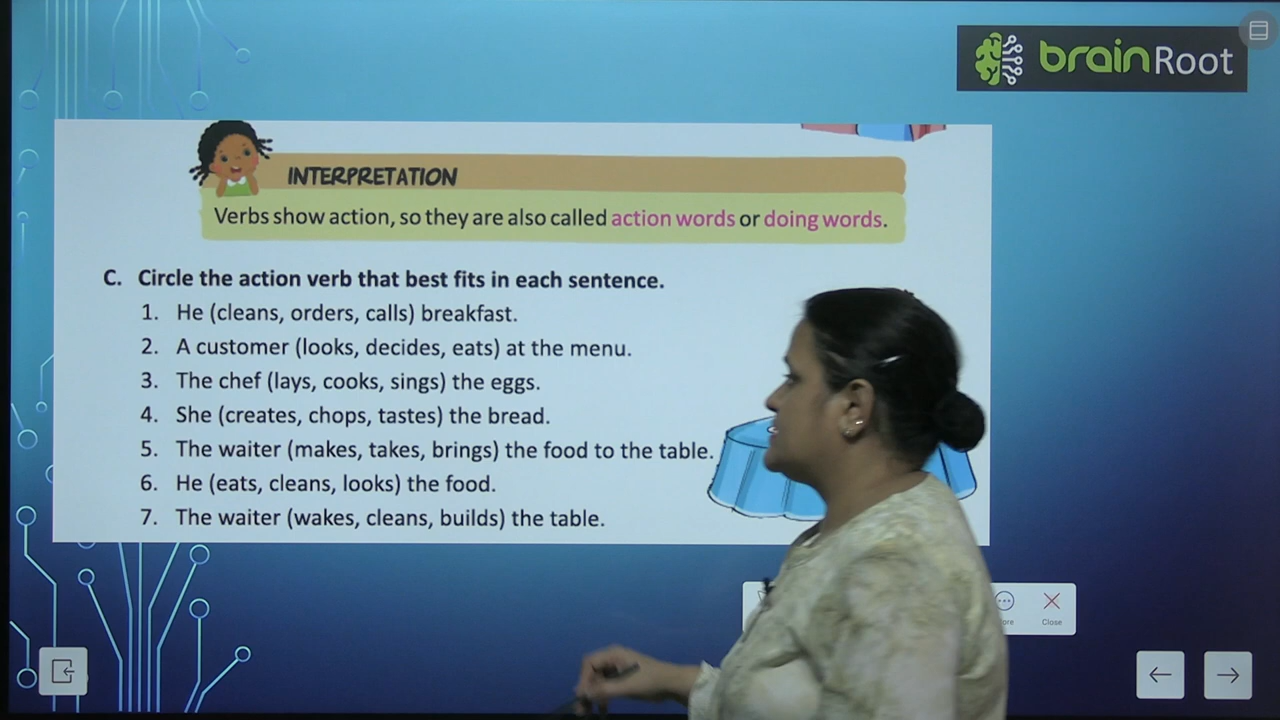 brainRoot
INTERPRETATION
Verbs show action, so they are also called action words or doing words.
C. Circle the action verb that best fits in each sentence.
1. He (cleans, orders, calls) breakfast.
2. A customer (looks, decides, eats) at the menu.
3. The chef (lays, cooks, sings) the eggs.
4. She (creates, chops, tastes) the bread.
5. The waiter (makes, takes, brings) the food to the table.
6. He (eats, cleans, looks) the food.
7. The waiter (wakes, cleans, builds) the table.
Close